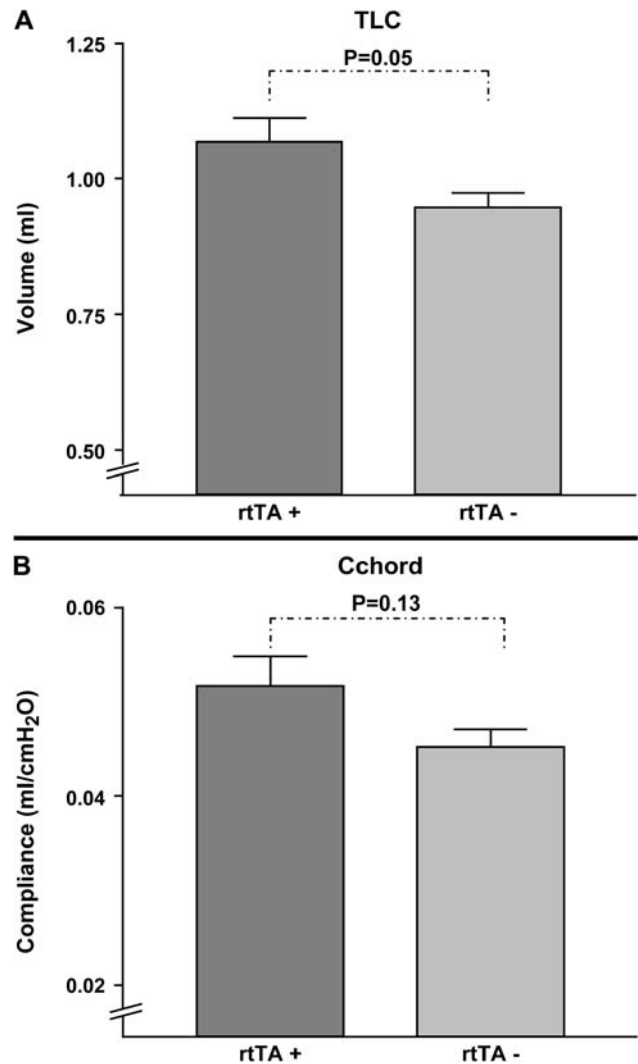 A
TLC
1.25
P=0.05
1.00
0.75
0.50
Volume (ml)
rtTA +
rtTA -
B
Cchord
0.06
P=0.13
0.04
0.02
Compliance (ml/cmH₂O)
rtTA +
rtTA -